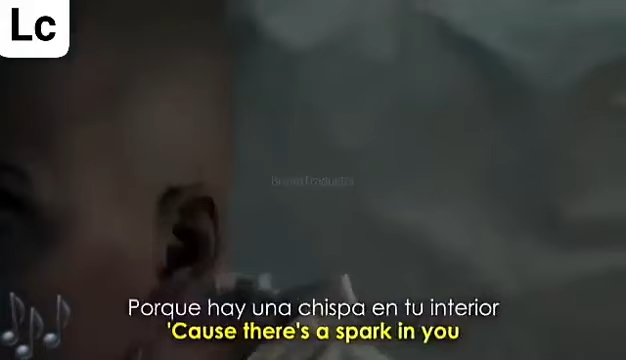 Lc
Porque hay una chispa en tu interior
'Cause there's a spark in you